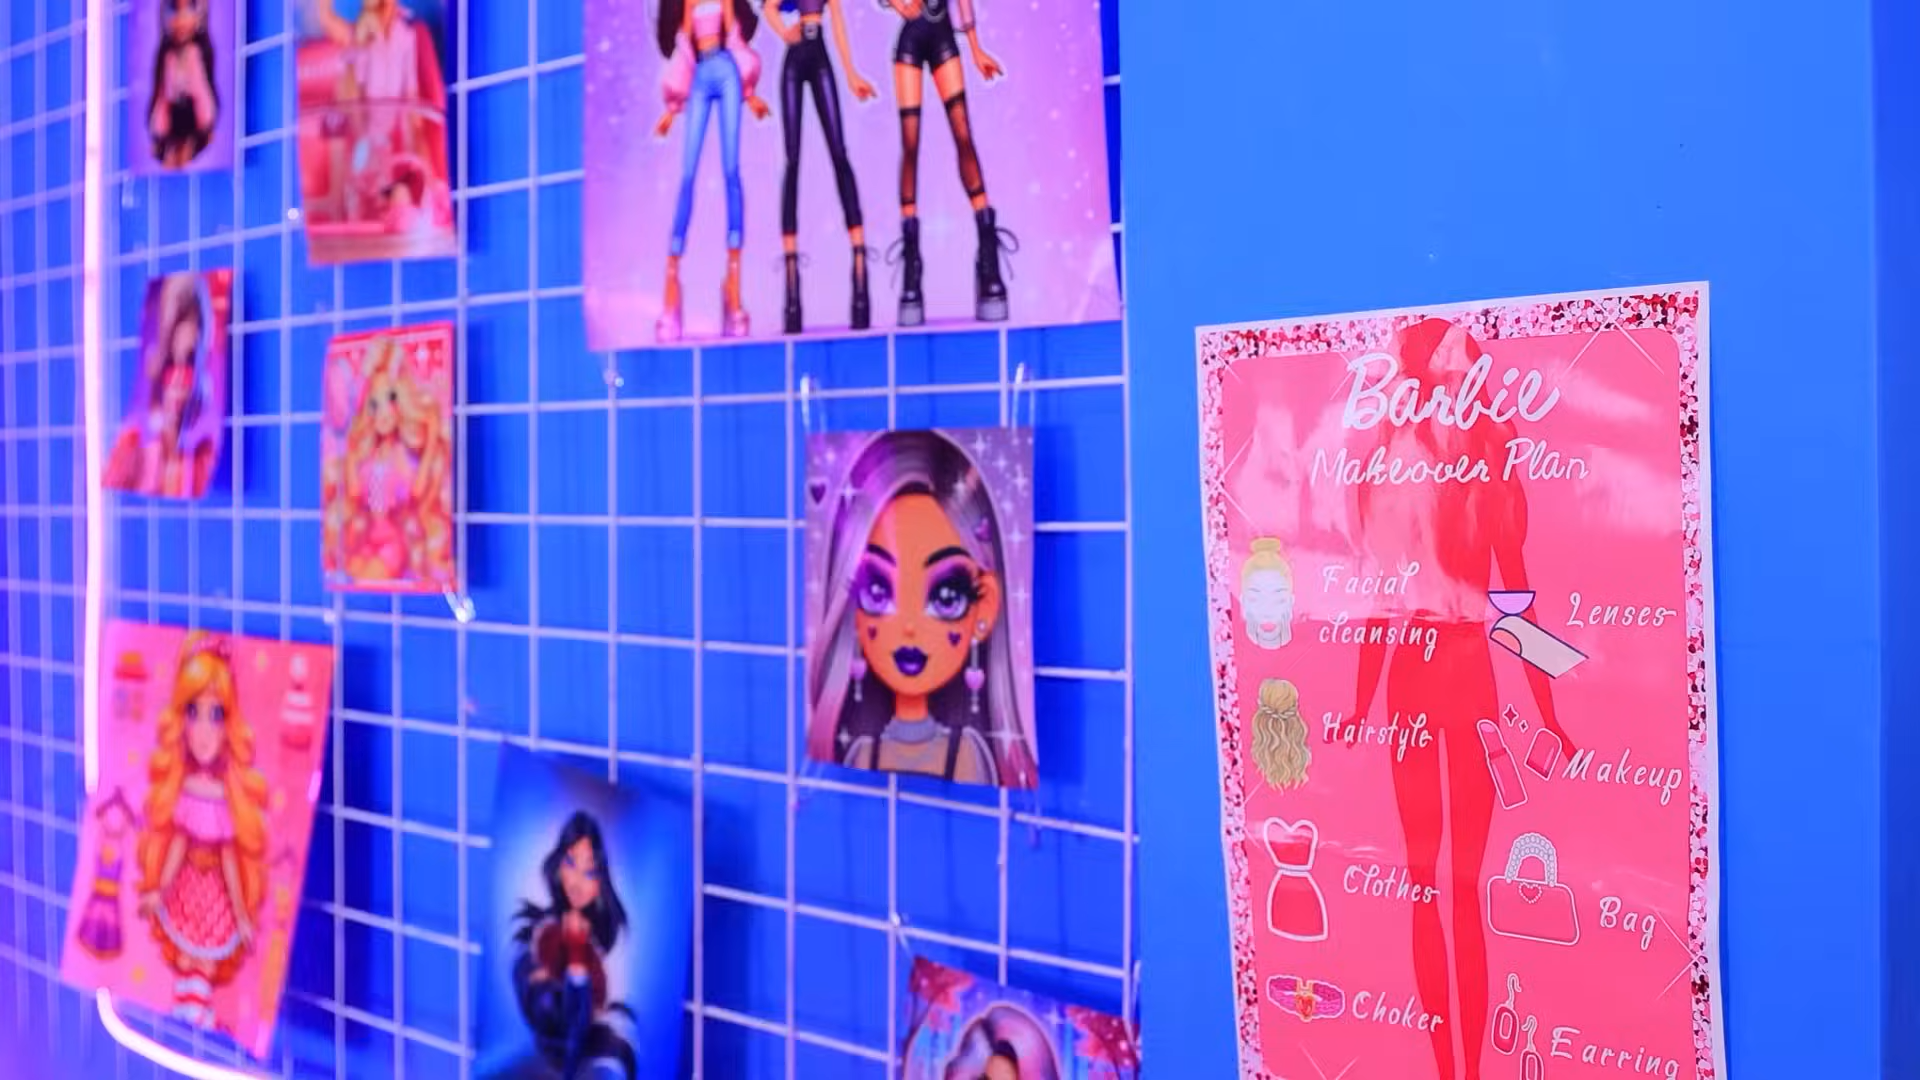 Barbie
Makeover Plan
Facial
cleansing
Lenses
Hairstyle
Makeup
Clothes
Bag
Choker
Earring